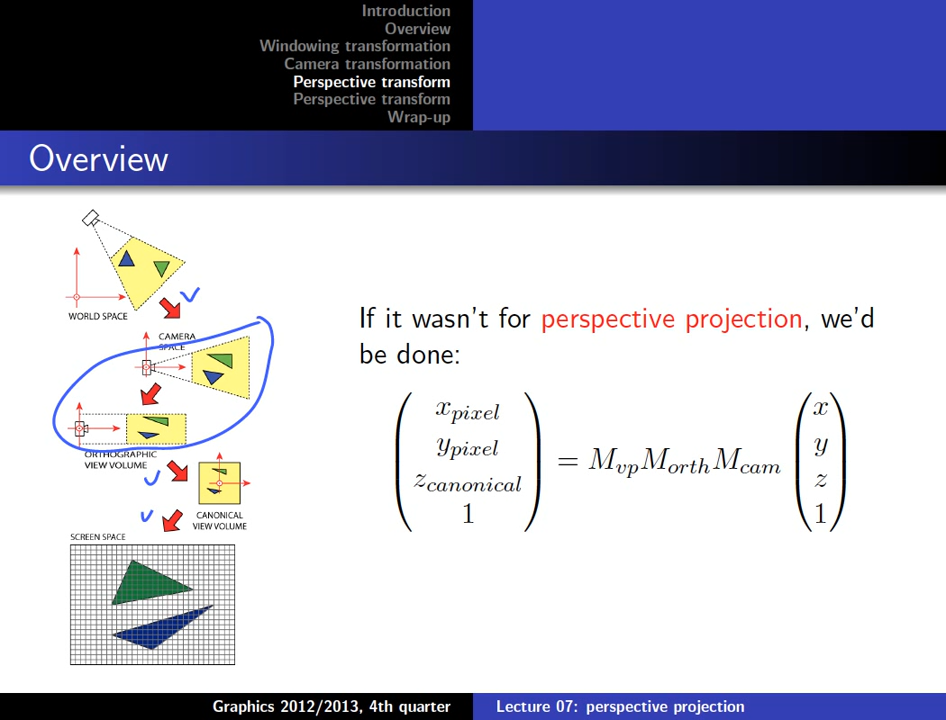 Introduction
Overview
Windowing transformation
Camera transformation
Perspective transform
Perspective transform
Wrap-up
Overview
WORLD SPACE
CAMERA
SPACE
ORTHOGRAPHIC
VIEW VOLUME
CANONICAL
VIEW VOLUME
SCREEN SPACE
If it wasn't for perspective projection, we'd
be done:
x_pixel
y_pixel
z_canonical
1
= M_vp M_orth M_cam
x
y
z
1
Graphics 2012/2013, 4th quarter
Lecture 07: perspective projection